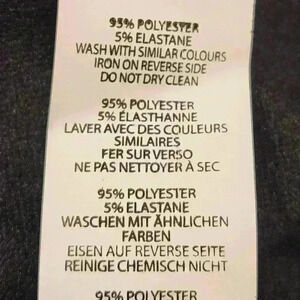 95% POLYESTER
5% ELASTANE
WASH WITH SIMILAR COLOURS
IRON ON REVERSE SIDE
DO NOT DRY CLEAN
95% POLYESTER
5% ÉLASTHANNE
LAVER AVEC DES COULEURS
SIMILAIRES
FER SUR VERSO
NE PAS NETTOYER À SEC
95% POLYESTER
5% ELASTANE
WASCHEN MIT ÄHNLICHEN
FARBEN
EISEN AUF REVERSE SEITE
REINIGE CHEMISCH NICHT
95% POLYESTER